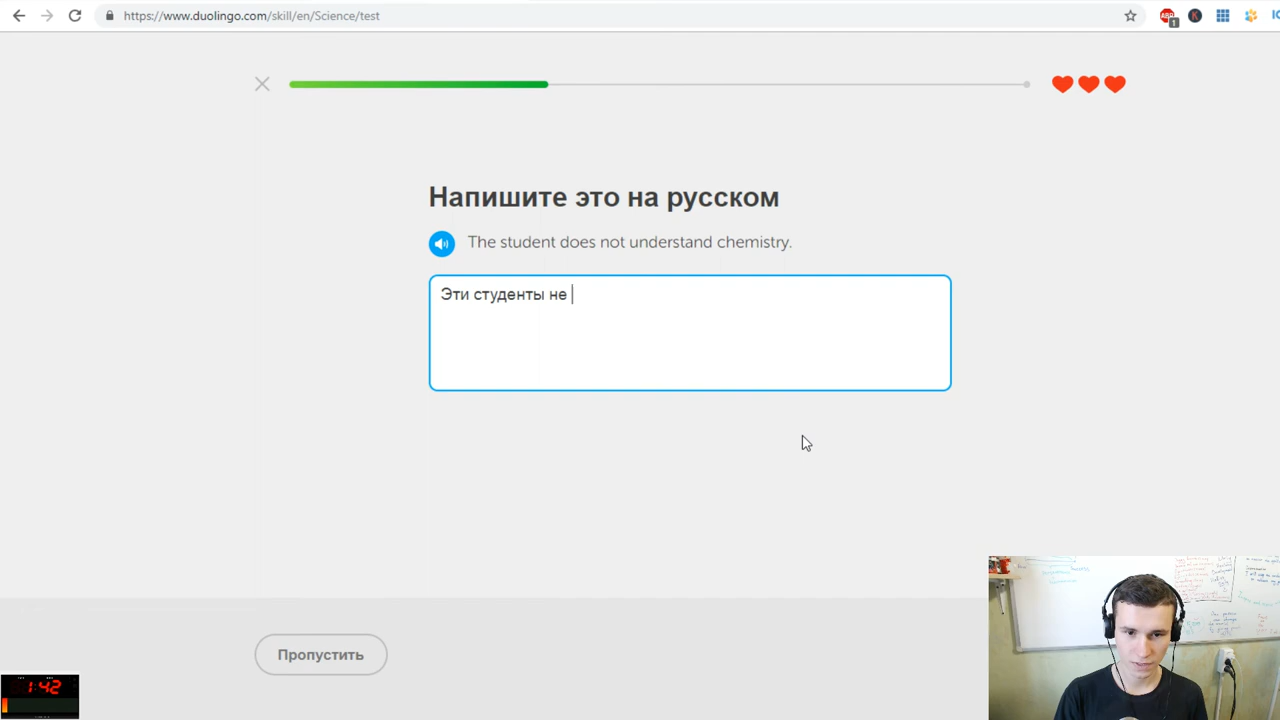 https://www.duolingo.com/skill/en/Science/test
Напишите это на русском
The student does not understand chemistry.
Эти студенты не
Пропустить
1:42